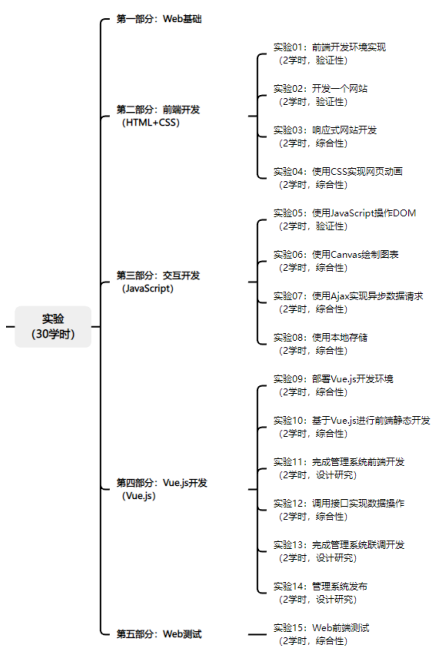 实验
（30学时）
第一部分：Web基础
第二部分：前端开发
（HTML+CSS）
实验01：前端开发环境实现
（2学时，验证性）
实验02：开发一个网站
（2学时，验证性）
实验03：响应式网站开发
（2学时，综合性）
实验04：使用CSS实现网页动画
（2学时，综合性）
第三部分：交互开发
（JavaScript）
实验05：使用JavaScript操作DOM
（2学时，验证性）
实验06：使用Canvas绘制图表
（2学时，综合性）
实验07：使用Ajax实现异步数据请求
（2学时，综合性）
实验08：使用本地存储
（2学时，综合性）
第四部分：Vue.js开发
（Vue.js）
实验09：部署Vue.js开发环境
（2学时，综合性）
实验10：基于Vue.js进行前端静态开发
（2学时，综合性）
实验11：完成管理系统前端开发
（2学时，设计研究）
实验12：调用接口实现数据操作
（2学时，综合性）
实验13：完成管理系统联调开发
（2学时，设计研究）
实验14：管理系统发布
（2学时，设计研究）
第五部分：Web测试
实验15：Web前端测试
（2学时，综合性）